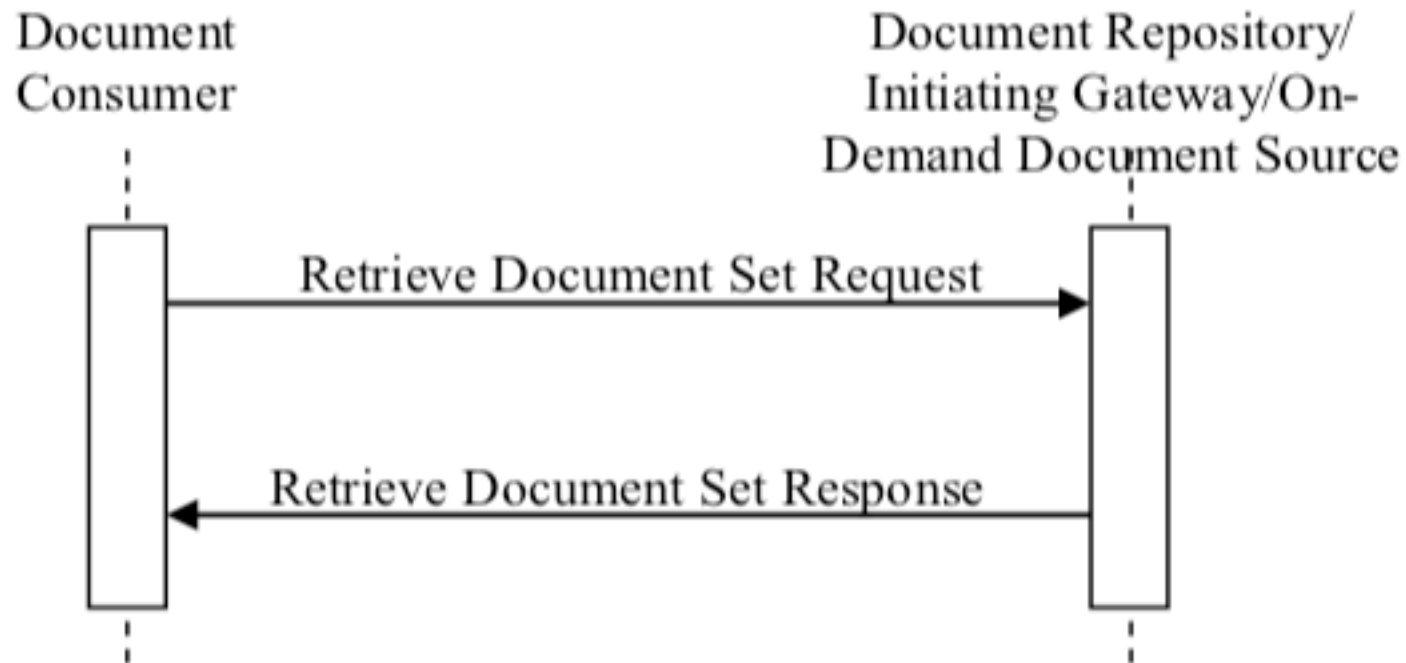 Document
Consumer
Document Repository/
Initiating Gateway/On-
Demand Document Source
Retrieve Document Set Request
Retrieve Document Set Response